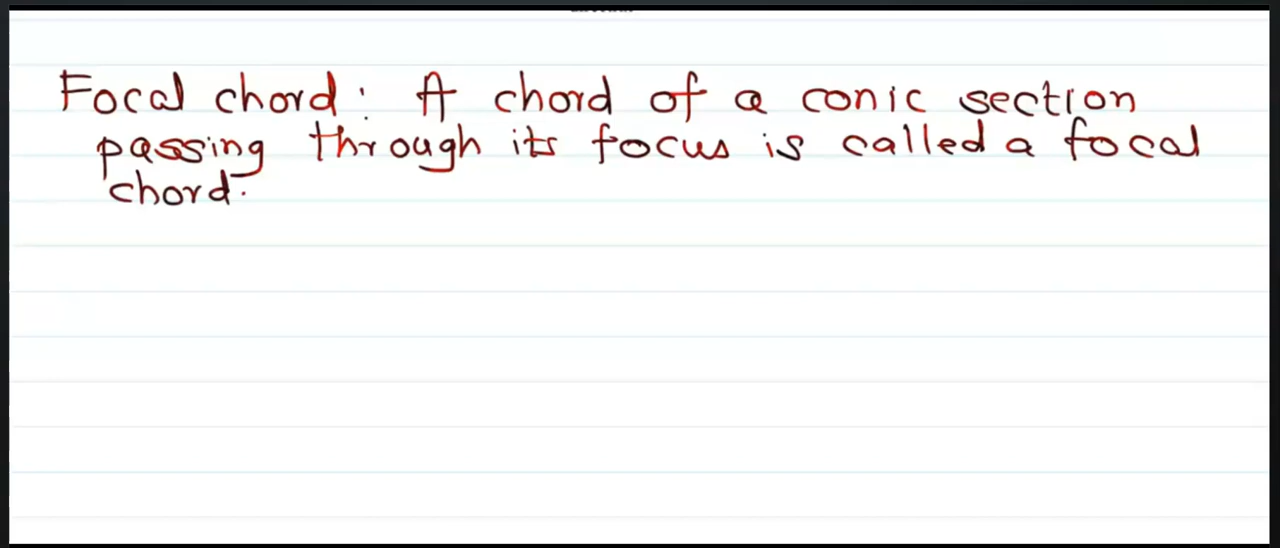 Focal chord: A chord of a conic section
passing through its focus is called a focal
chord.